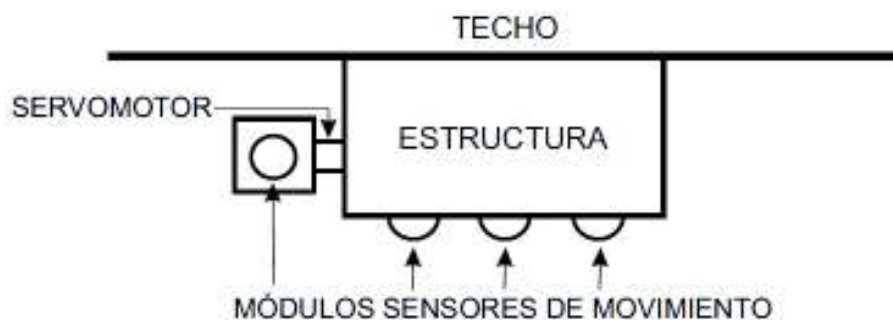 TECHO
SERVOMOTOR
ESTRUCTURA
MÓDULOS SENSORES DE MOVIMIENTO